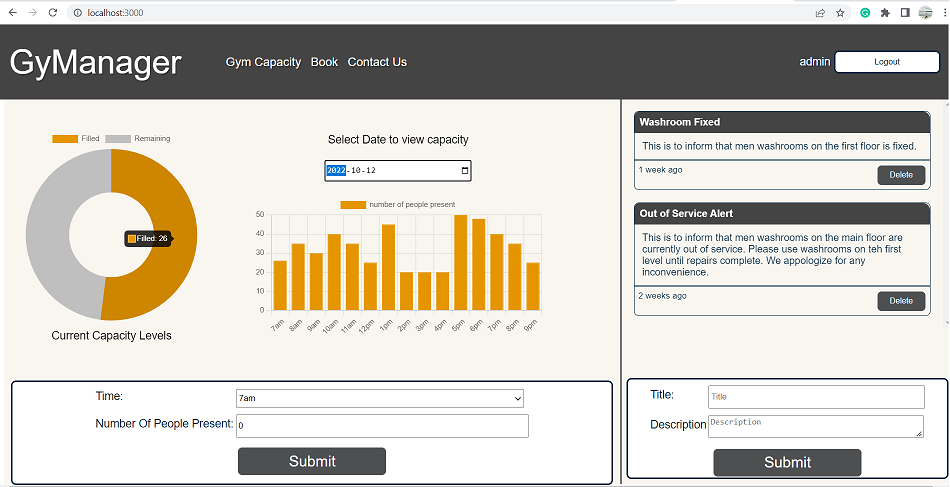 localhost:3000
GyManager
Gym Capacity Book Contact Us
admin
Logout
Filled Remaining
Filled: 26
Current Capacity Levels
Select Date to view capacity
2022-10-12
number of people present
50
40
30
20
10
0
7am 8am 9am 10am 11am 12pm 1pm 2pm 3pm 4pm 5pm 6pm 7pm 8pm 9pm
Washroom Fixed
This is to inform that men washrooms on the first floor is fixed.
1 week ago
Delete
Out of Service Alert
This is to inform that men washrooms on the main floor are
currently out of service. Please use washrooms on teh first
level until repairs complete. We appologize for any
inconvenience.
2 weeks ago
Delete
Time:
7am
Number Of People Present:
0
Submit
Title:
Title
Description
Description
Submit